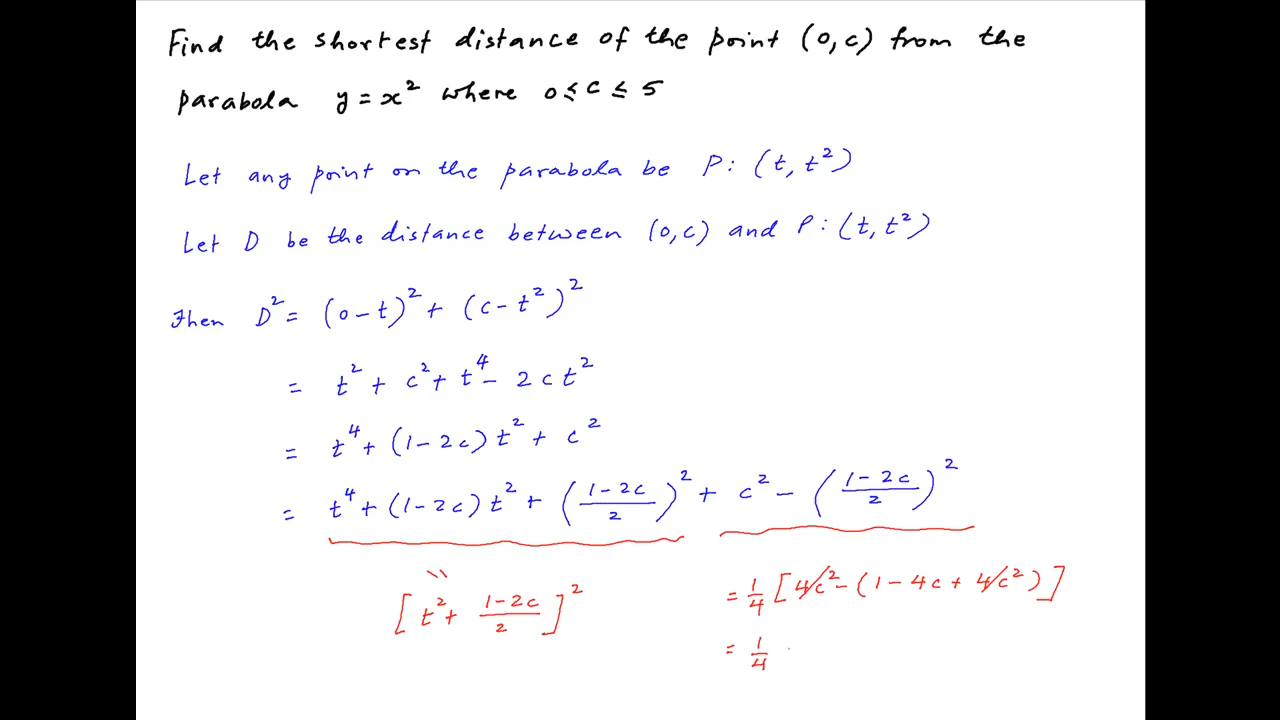 Find the shortest distance of the point (0, c) from the
parabola y = x² where 0 ≤ c ≤ 5
Let any point on the parabola be P: (t, t²)
Let D be the distance between (0, c) and P: (t, t²)
Then D² = (0 - t)² + (c - t²)²
= t² + c² + t⁴ - 2ct²
= t⁴ + (1 - 2c) t² + c²
= t⁴ + (1 - 2c) t² + ((1 - 2c)/2)² + c² - ((1 - 2c)/2)²
[t² + (1 - 2c)/2]²
= 1/4 [4c² - (1 - 4c + 4c²)]
= 1/4